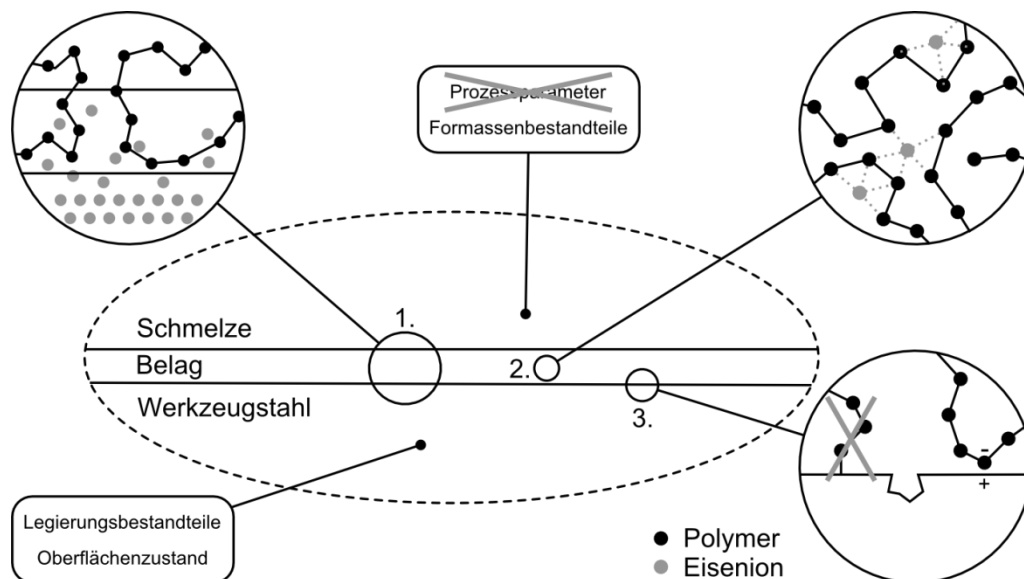 Prozessparameter
Formassenbestandteile
1.
Schmelze
Belag
2.
Werkzeugstahl
3.
-
+
Legierungsbestandteile
Oberflächenzustand
Polymer
Eisenion